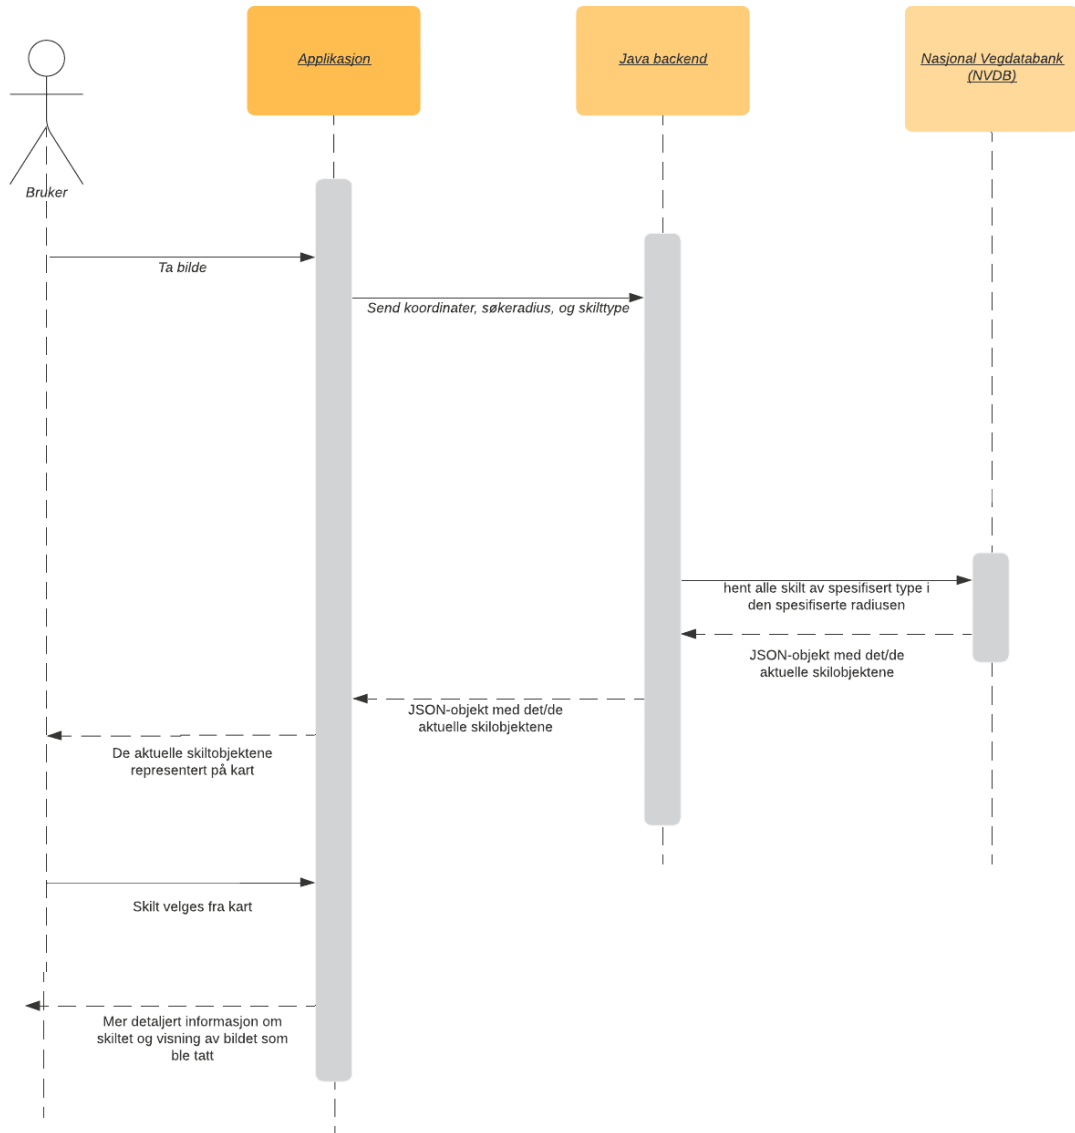 Applikasjon
Java backend
Nasjonal Vegdatabank
(NVDB)
Bruker
Ta bilde
Send koordinater, søkeradius, og skilttype
hent alle skilt av spesifisert type i
den spesifiserte radiusen
JSON-objekt med det/de
aktuelle skilobjektene
JSON-objekt med det/de
aktuelle skilobjektene
De aktuelle skiltobjektene
representert på kart
Skilt velges fra kart
Mer detaljert informasjon om
skiltet og visning av bildet som
ble tatt